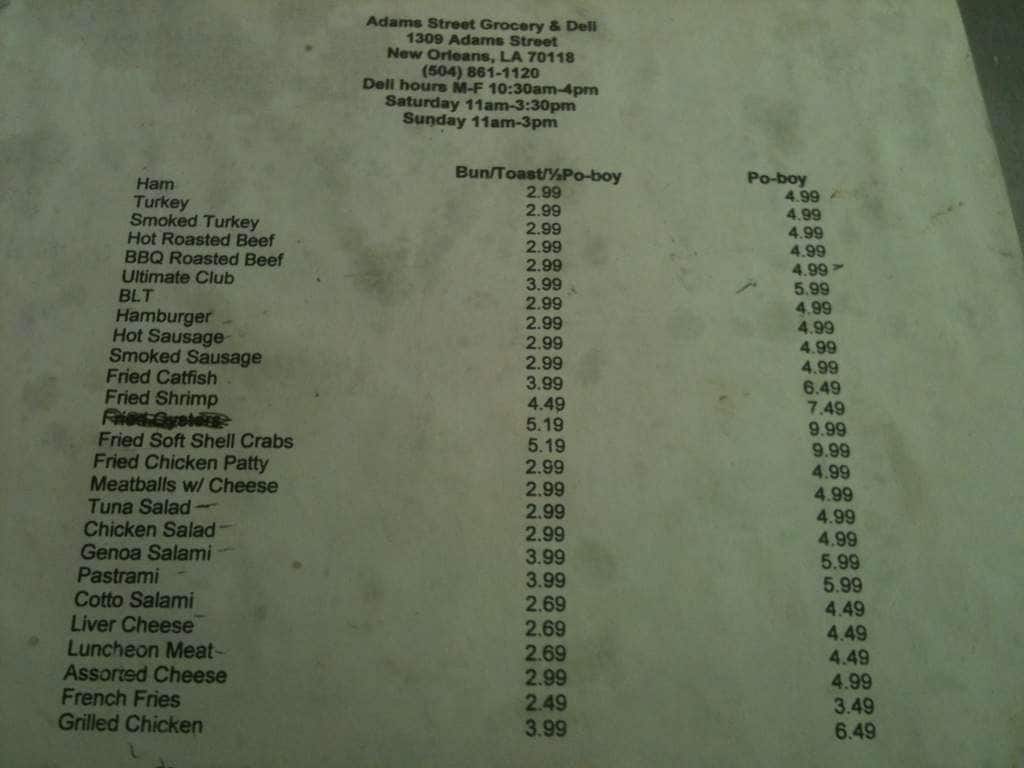 Adams Street Grocery & Deli
1309 Adams Street
New Orleans, LA 70118
(504) 861-1120
Deli hours M-F 10:30am-4pm
Saturday 11am-3:30pm
Sunday 11am-3pm
Bun/Toast/½Po-boy Po-boy
Ham 2.99 4.99
Turkey 2.99 4.99
Smoked Turkey 2.99 4.99
Hot Roasted Beef 2.99 4.99
BBQ Roasted Beef 2.99 4.99
Ultimate Club 3.99 5.99
BLT 2.99 4.99
Hamburger 2.99 4.99
Hot Sausage 2.99 4.99
Smoked Sausage 2.99 4.99
Fried Catfish 3.99 6.49
Fried Shrimp 4.49 7.49
Fried Oysters 5.19 9.99
Fried Soft Shell Crabs 5.19 9.99
Fried Chicken Patty 2.99 4.99
Meatballs w/ Cheese 2.99 4.99
Tuna Salad 2.99 4.99
Chicken Salad 2.99 4.99
Genoa Salami 3.99 5.99
Pastrami 3.99 5.99
Cotto Salami 2.69 4.49
Liver Cheese 2.69 4.49
Luncheon Meat 2.69 4.49
Assorted Cheese 2.99 4.99
French Fries 2.49 3.49
Grilled Chicken 3.99 6.49